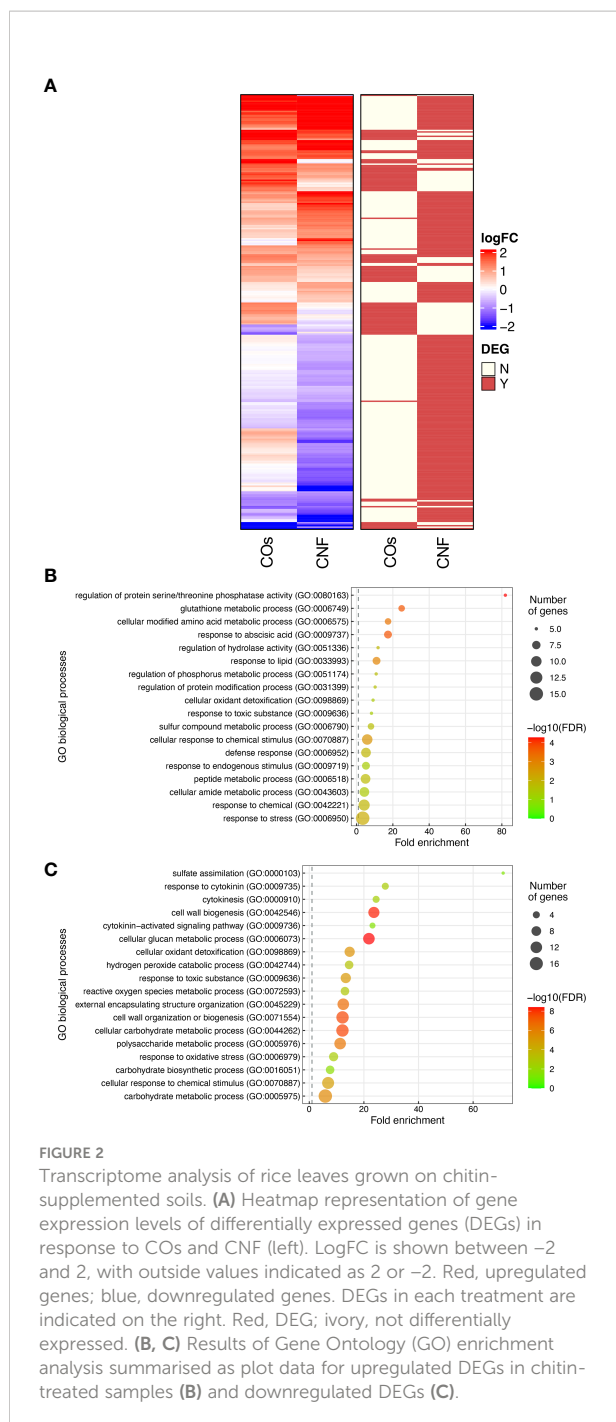 A
logFC
2
1
0
−1
−2
DEG
N
Y
COs
CNF
COs
CNF
B
GO biological processes
regulation of protein serine/threonine phosphatase activity (GO:0080163)
glutathione metabolic process (GO:0006749)
cellular modified amino acid metabolic process (GO:0006575)
response to abscisic acid (GO:0009737)
regulation of hydrolase activity (GO:0051336)
response to lipid (GO:0033993)
regulation of phosphorus metabolic process (GO:0051174)
regulation of protein modification process (GO:0031399)
cellular oxidant detoxification (GO:0098869)
response to toxic substance (GO:0009636)
sulfur compound metabolic process (GO:0006790)
cellular response to chemical stimulus (GO:0070887)
defense response (GO:0006952)
response to endogenous stimulus (GO:0009719)
peptide metabolic process (GO:0006518)
cellular amide metabolic process (GO:0043603)
response to chemical (GO:0042221)
response to stress (GO:0006950)
0 20 40 60 80
Fold enrichment
Number
of genes
5.0
7.5
10.0
12.5
15.0
−log10(FDR)
4
3
2
1
0
C
GO biological processes
sulfate assimilation (GO:0000103)
response to cytokinin (GO:0009735)
cytokinesis (GO:0000910)
cell wall biogenesis (GO:0042546)
cytokinin−activated signaling pathway (GO:0009736)
cellular glucan metabolic process (GO:0006073)
cellular oxidant detoxification (GO:0098869)
hydrogen peroxide catabolic process (GO:0042744)
response to toxic substance (GO:0009636)
reactive oxygen species metabolic process (GO:0072593)
external encapsulating structure organization (GO:0045229)
cell wall organization or biogenesis (GO:0071554)
cellular carbohydrate metabolic process (GO:0044262)
polysaccharide metabolic process (GO:0005976)
response to oxidative stress (GO:0006979)
carbohydrate biosynthetic process (GO:0016051)
cellular response to chemical stimulus (GO:0070887)
carbohydrate metabolic process (GO:0005975)
0 20 40 60
Fold enrichment
Number
of genes
4
8
12
16
−log10(FDR)
8
6
4
2
0
FIGURE 2
Transcriptome analysis of rice leaves grown on chitin-
supplemented soils. (A) Heatmap representation of gene
expression levels of differentially expressed genes (DEGs) in
response to COs and CNF (left). LogFC is shown between –2
and 2, with outside values indicated as 2 or –2. Red, upregulated
genes; blue, downregulated genes. DEGs in each treatment are
indicated on the right. Red, DEG; ivory, not differentially
expressed. (B, C) Results of Gene Ontology (GO) enrichment
analysis summarised as plot data for upregulated DEGs in chitin-
treated samples (B) and downregulated DEGs (C).